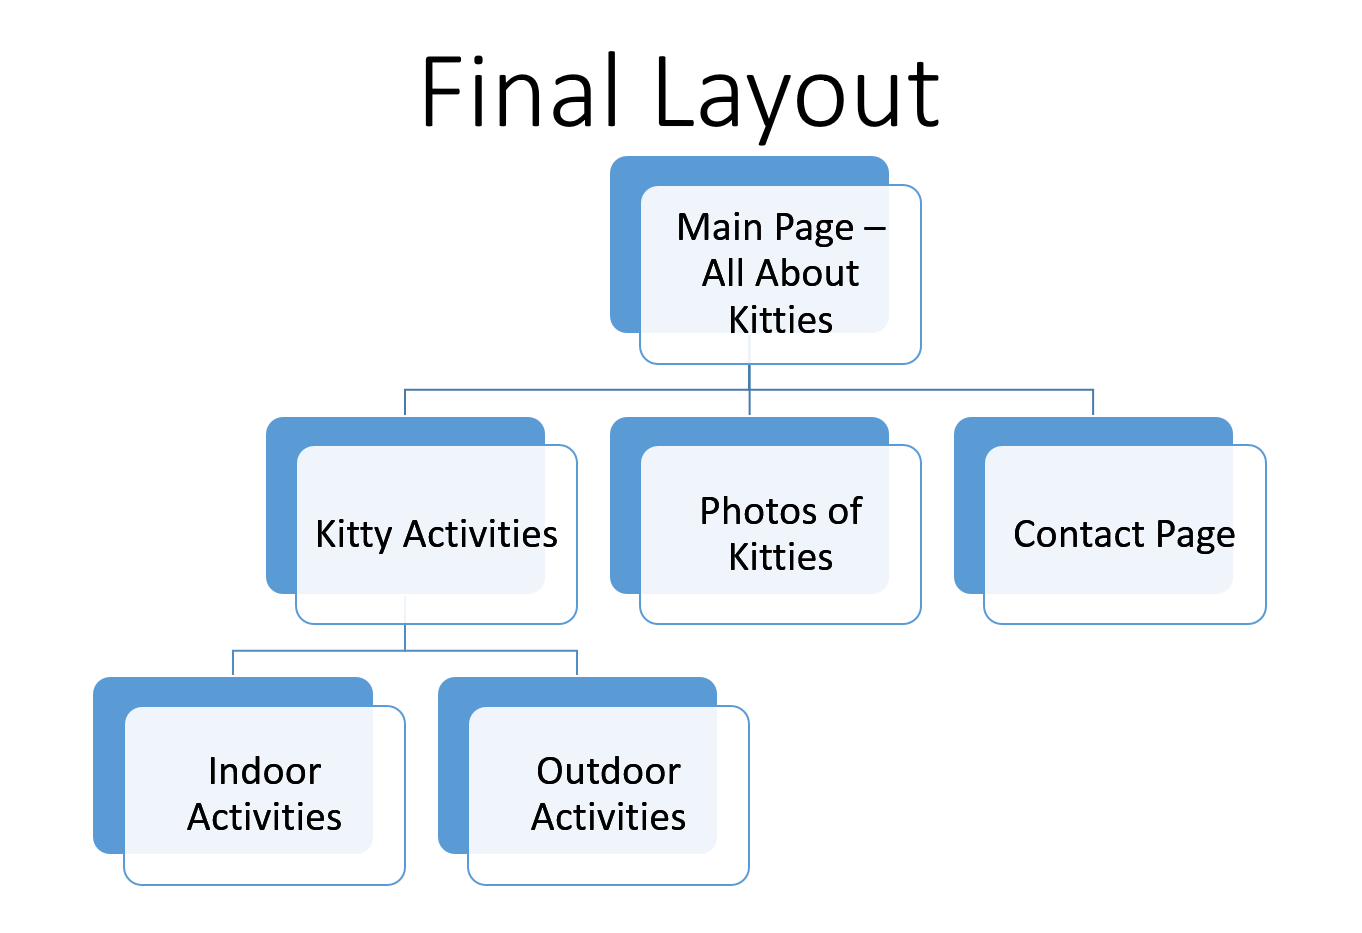 Final Layout
Main Page –
All About
Kitties
Kitty Activities
Photos of
Kitties
Contact Page
Indoor
Activities
Outdoor
Activities